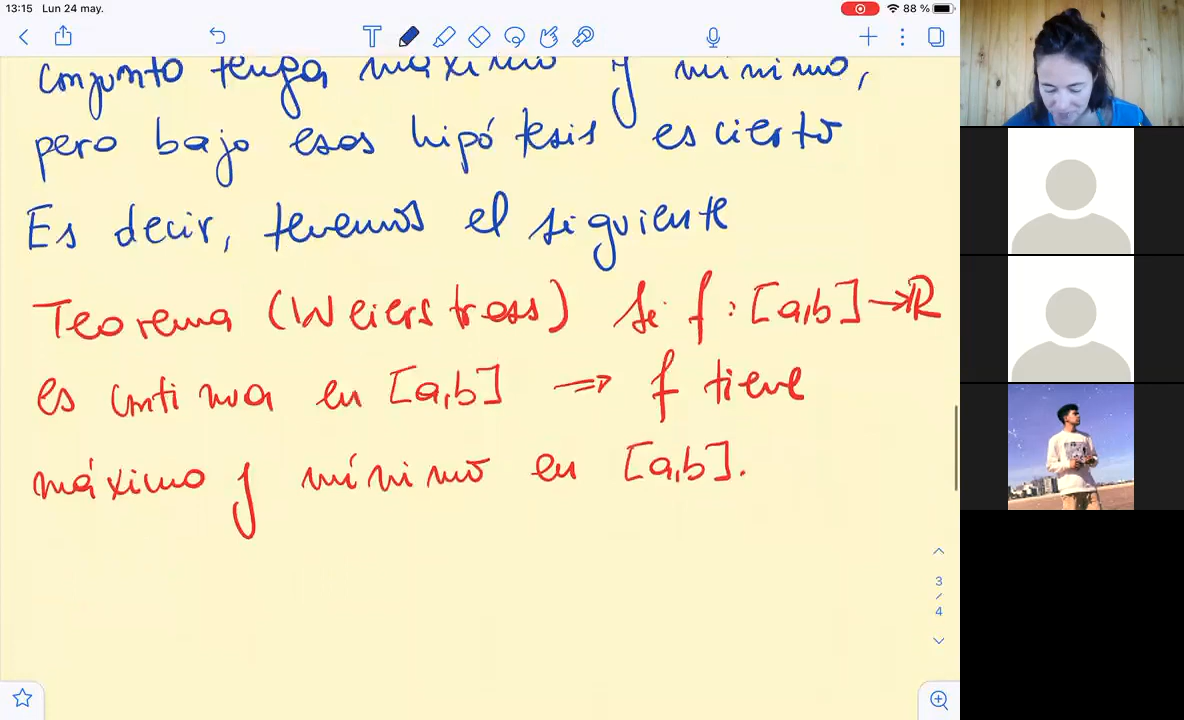 13:15 Lun 24 may. 88 %
conjunto tenga máximo y mínimo,
pero bajo esas hipótesis es cierto
Es decir, tenemos el siguiente
Teorema (Weierstrass) Si f : [a,b] → ℝ
es continua en [a,b] ⇒ f tiene
máximo y mínimo en [a,b].
3
/
4